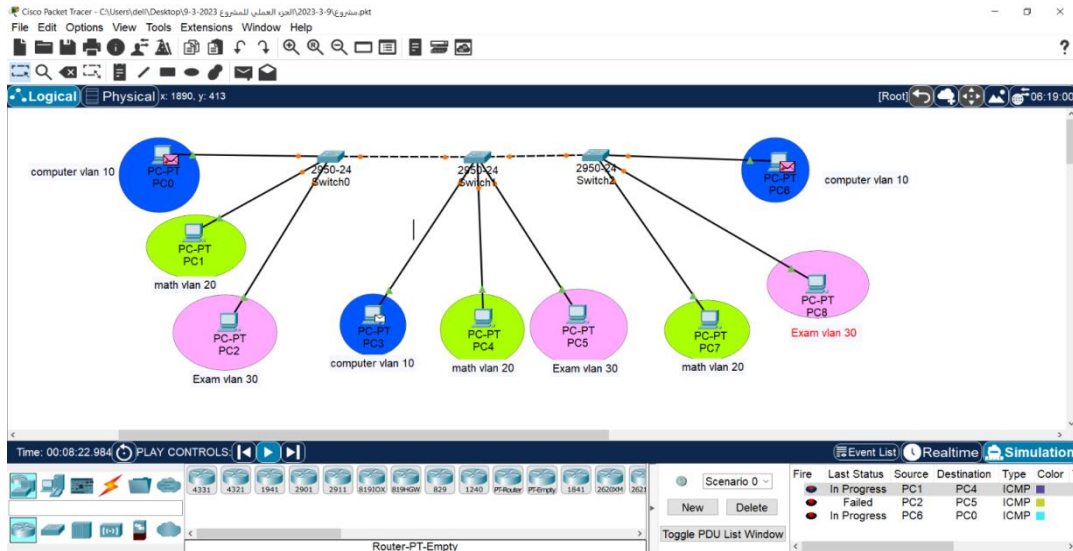 Cisco Packet Tracer - C:\Users\dell\Desktop\9-3-2023 الجزء العملي للمشروع\2023-3-9\مشروع.pkt
File Edit Options View Tools Extensions Window Help
?
Logical Physical x: 1890, y: 413
[Root] 06:19:00
computer vlan 10
PC-PT
PC0
2950-24
Switch0
2950-24
Switch1
2950-24
Switch2
PC-PT
PC6
computer vlan 10
PC-PT
PC1
math vlan 20
PC-PT
PC2
Exam vlan 30
PC-PT
PC3
computer vlan 10
PC-PT
PC4
math vlan 20
PC-PT
PC5
Exam vlan 30
PC-PT
PC7
math vlan 20
PC-PT
PC8
Exam vlan 30
Time: 00:08:22.984 PLAY CONTROLS:
Event List Realtime Simulation
4331 4321 1941 2901 2911 819IOX 819HGW 829 1240 PT-Router PT-Empty 1841 2620XM 2621
Router-PT-Empty
Scenario 0
New Delete
Toggle PDU List Window
Fire Last Status Source Destination Type Color
In Progress PC1 PC4 ICMP
Failed PC2 PC5 ICMP
In Progress PC6 PC0 ICMP